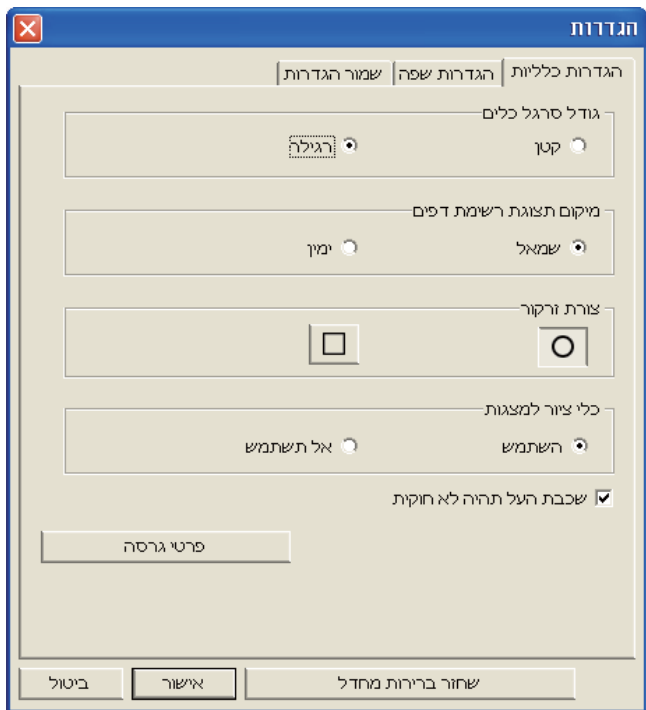 הגדרות
הגדרות כלליות הגדרות שפה שמור הגדרות
גודל סרגל כלים
קטן רגילה
מיקום תצוגת רשימת דפים
שמאל ימין
צורת זרקור
כלי ציור למצגות
השתמש אל תשתמש
שכבת העל תהיה לא חוקית
פרטי גרסה
שחזר ברירות מחדל אישור ביטול